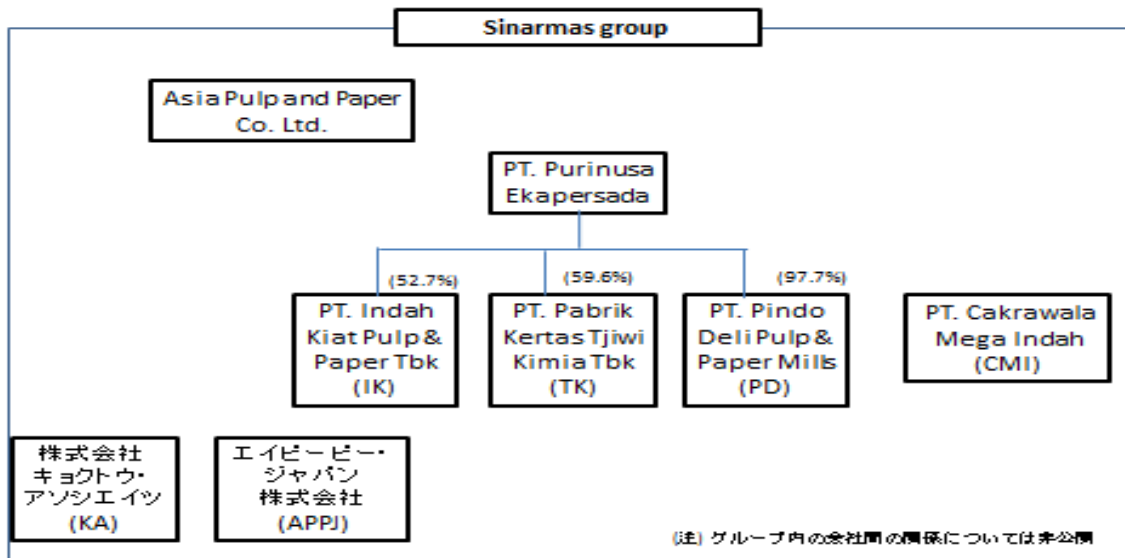 Sinarmas group
Asia Pulp and Paper
Co. Ltd.
PT. Purinusa
Ekapersada
(52.7%)
(59.6%)
(97.7%)
PT. Indah
Kiat Pulp &
Paper Tbk
(IK)
PT. Pabrik
Kertas Tjiwi
Kimia Tbk
(TK)
PT. Pindo
Deli Pulp &
Paper Mills
(PD)
PT. Cakrawala
Mega Indah
(CMI)
株式会社
キョクトウ・
アソシエイツ
(KA)
エイピーピー・
ジャパン
株式会社
(APPJ)
(注) グループ内の会社間の関係については非公開